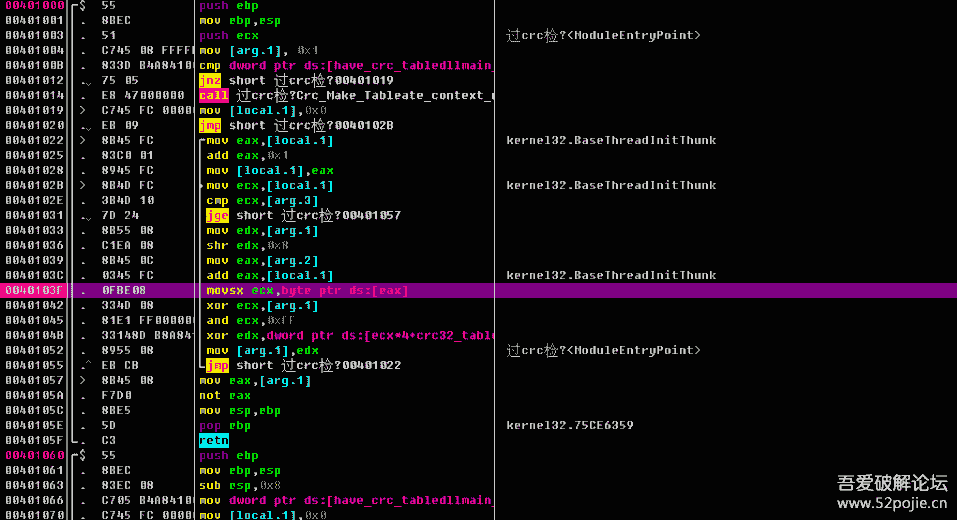 00401000 $ 55 push ebp
00401001 . 8BEC mov ebp,esp
00401003 . 51 push ecx 过crc检?<ModuleEntryPoint>
00401004 . C745 08 FFFFF mov [arg.1], 0x1
0040100B . 833D B4A84100 cmp dword ptr ds:[have_crc_tabledllmain_
00401012 .⌵ 75 05 jnz short 过crc检?00401019
00401014 . E8 47000000 call 过crc检?Crc_Make_Tableate_context_
00401019 > C745 FC 00000 mov [local.1],0x0
00401020 .⌵ EB 09 jmp short 过crc检?0040102B
00401022 > 8B45 FC mov eax,[local.1] kernel32.BaseThreadInitThunk
00401025 . 83C0 01 add eax,0x1
00401028 . 8945 FC mov [local.1],eax
0040102B > 8B4D FC mov ecx,[local.1] kernel32.BaseThreadInitThunk
0040102E . 3B4D 10 cmp ecx,[arg.3]
00401031 .⌵ 7D 24 jge short 过crc检?00401057
00401033 . 8B55 08 mov edx,[arg.1]
00401036 . C1EA 08 shr edx,0x8
00401039 . 8B45 0C mov eax,[arg.2]
0040103C . 0345 FC add eax,[local.1] kernel32.BaseThreadInitThunk
0040103F . 0FBE08 movsx ecx,byte ptr ds:[eax]
00401042 . 334D 08 xor ecx,[arg.1]
00401045 . 81E1 FF000000 and ecx,0xFF
0040104B . 33148D B8A84 xor edx,dword ptr ds:[ecx*4+crc32_table
00401052 . 8955 08 mov [arg.1],edx 过crc检?<ModuleEntryPoint>
00401055 .^ EB CB jmp short 过crc检?00401022
00401057 > 8B45 08 mov eax,[arg.1]
0040105A . F7D0 not eax
0040105C . 8BE5 mov esp,ebp
0040105E . 5D pop ebp kernel32.75CE6359
0040105F . C3 retn
00401060 $ 55 push ebp
00401061 . 8BEC mov ebp,esp
00401063 . 83EC 08 sub esp,0x8
00401066 . C705 B4A84100 mov dword ptr ds:[have_crc_tabledllmain_
00401070 . C745 FC 00000 mov [local.1],0x0
吾爱破解论坛
www.52pojie.cn